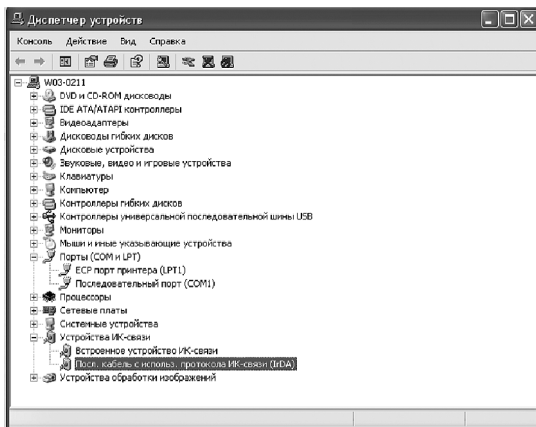 Диспетчер устройств
Консоль Действие Вид Справка
W03-0211
DVD и CD-ROM дисководы
IDE ATA/ATAPI контроллеры
Видеоадаптеры
Дисководы гибких дисков
Дисковые устройства
Звуковые, видео и игровые устройства
Клавиатуры
Компьютер
Контроллеры гибких дисков
Контроллеры универсальной последовательной шины USB
Мониторы
Мыши и иные указывающие устройства
Порты (COM и LPT)
ECP порт принтера (LPT1)
Последовательный порт (COM1)
Процессоры
Сетевые платы
Системные устройства
Устройства ИК-связи
Встроенное устройство ИК-связи
Посл. кабель с использ. протокола ИК-связи (IrDA)
Устройства обработки изображений